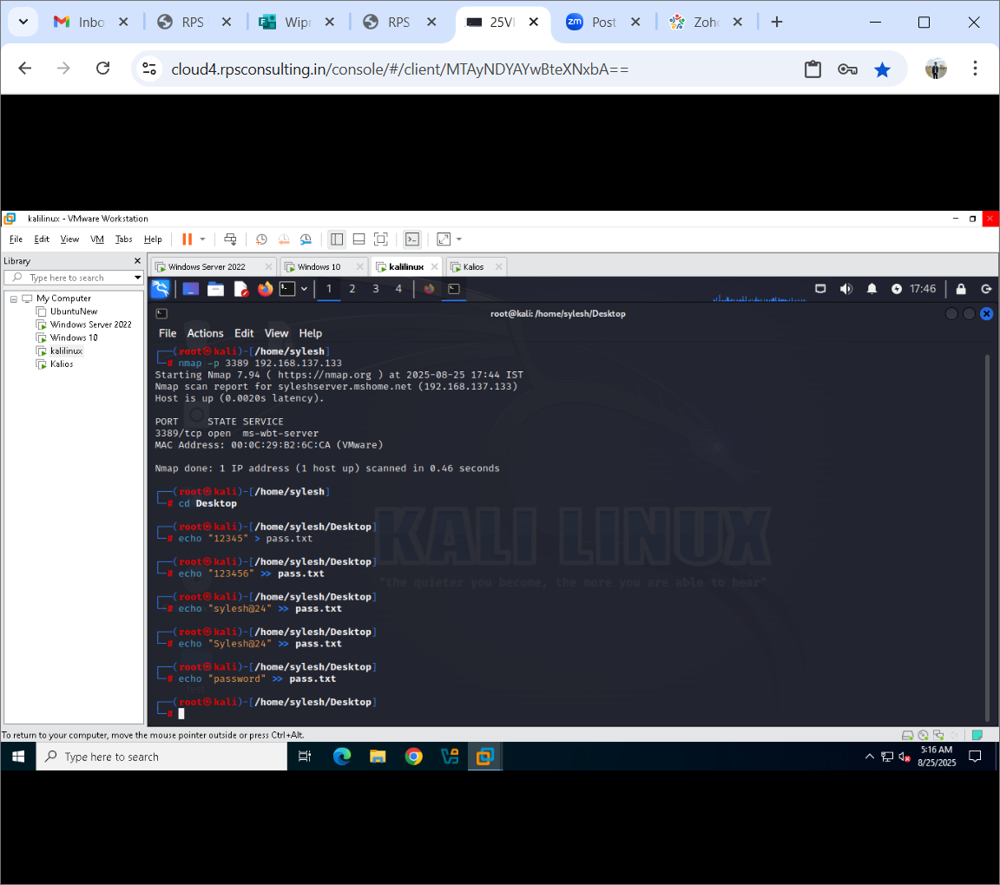 Inbo
RPS
Wipr
RPS
25VI
zm
Post
Zoho
cloud4.rpsconsulting.in/console/#/client/MTAyNDYAYwBteXNxbA==
kalilinux - VMware Workstation
File Edit View VM Tabs Help
Library
Type here to search
My Computer
UbuntuNew
Windows Server 2022
Windows 10
kalilinux
Kalios
Windows Server 2022
Windows 10
kalilinux
Kalios
1 2 3 4
17:46
root@kali: /home/sylesh/Desktop
File Actions Edit View Help
┌──(root㉿kali)-[/home/sylesh]
└─# nmap -p 3389 192.168.137.133
Starting Nmap 7.94 ( https://nmap.org ) at 2025-08-25 17:44 IST
Nmap scan report for syleshserver.mshome.net (192.168.137.133)
Host is up (0.0020s latency).
PORT STATE SERVICE
3389/tcp open ms-wbt-server
MAC Address: 00:0C:29:B2:6C:CA (VMware)
Nmap done: 1 IP address (1 host up) scanned in 0.46 seconds
┌──(root㉿kali)-[/home/sylesh]
└─# cd Desktop
┌──(root㉿kali)-[/home/sylesh/Desktop]
└─# echo "12345" > pass.txt
┌──(root㉿kali)-[/home/sylesh/Desktop]
└─# echo "123456" >> pass.txt
┌──(root㉿kali)-[/home/sylesh/Desktop]
└─# echo "sylesh@24" >> pass.txt
┌──(root㉿kali)-[/home/sylesh/Desktop]
└─# echo "Sylesh@24" >> pass.txt
┌──(root㉿kali)-[/home/sylesh/Desktop]
└─# echo "password" >> pass.txt
┌──(root㉿kali)-[/home/sylesh/Desktop]
└─#
KALI LINUX
"the quieter you become, the more you are able to hear"
To return to your computer, move the mouse pointer outside or press Ctrl+Alt.
Type here to search
5:16 AM
8/25/2025